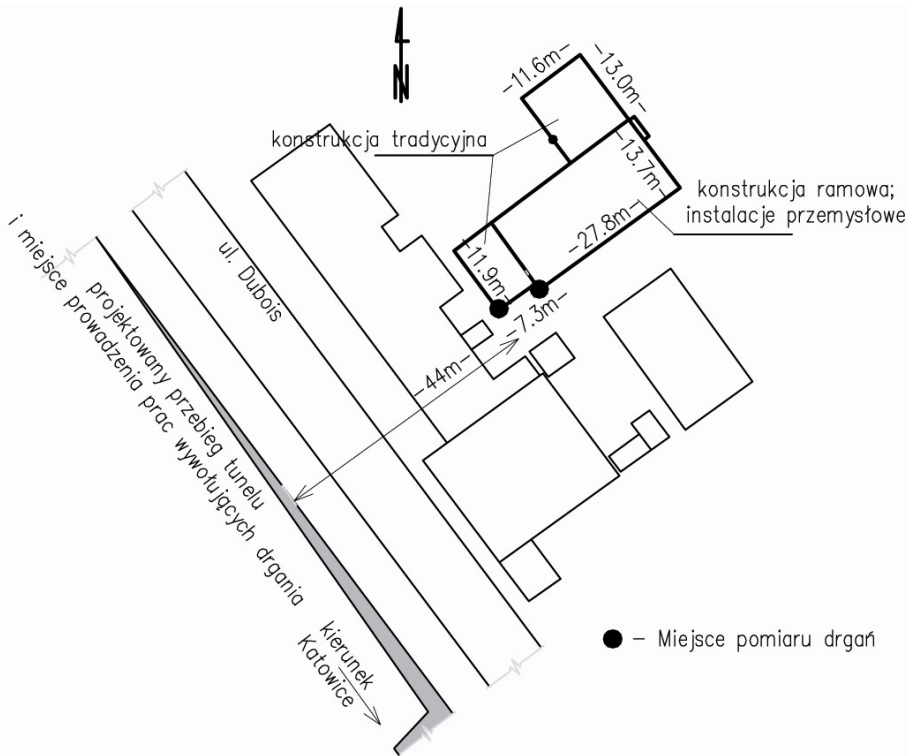 N
-11.6m-
-13.0m-
konstrukcja tradycyjna
-13.7m-
konstrukcja ramowa;
instalacje przemysłowe
-27.8m-
-11.9m-
-7.3m-
-44m-
ul. Dubois
projektowany przebieg tunelu
i miejsce prowadzenia prac wywołujących drgania
kierunek
Katowice
– Miejsce pomiaru drgań